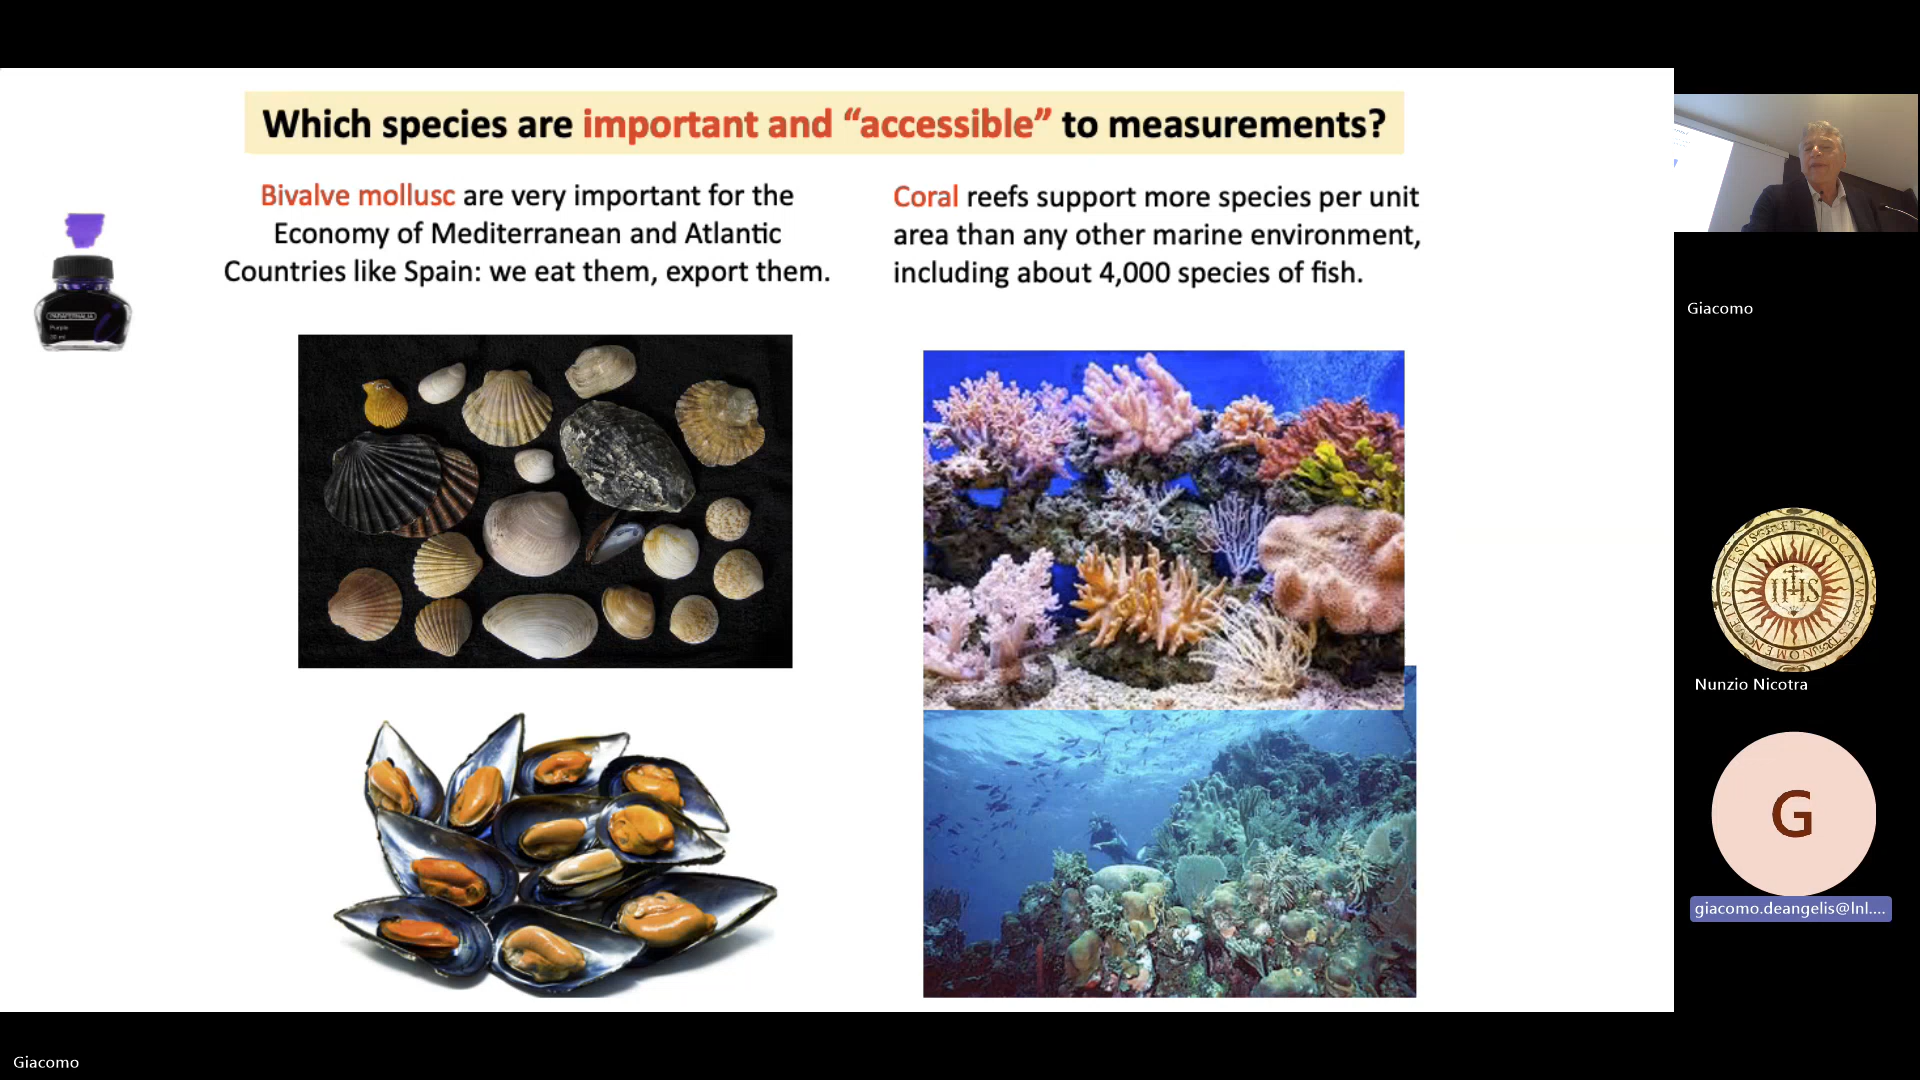 Which species are important and “accessible” to measurements?
Bivalve mollusc are very important for the
Economy of Mediterranean and Atlantic
Countries like Spain: we eat them, export them.
Coral reefs support more species per unit
area than any other marine environment,
including about 4,000 species of fish.
Purple
Giacomo
IHS
Nunzio Nicotra
G
giacomo.deangelis@lnl....
Giacomo